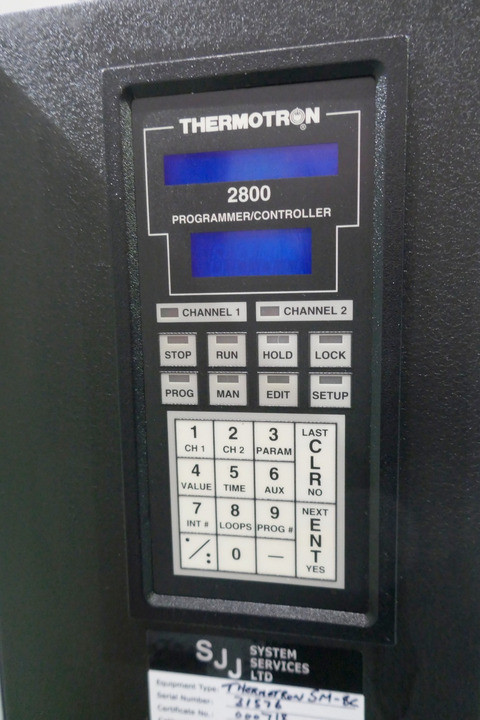 THERMOTRON®
2800
PROGRAMMER/CONTROLLER
CHANNEL 1 CHANNEL 2
STOP RUN HOLD LOCK
PROG MAN EDIT SETUP
1 2 3 LAST
CH 1 CH 2 PARAM CLR
4 5 6
VALUE TIME AUX NO
7 8 9 NEXT
INT # LOOPS PROG # ENT
./: 0 — YES
SJJ SYSTEM
SERVICES
LTD
Equipment Type: THERMOTRON SM-8C
Serial Number: 21576
Certificate No.: 000718